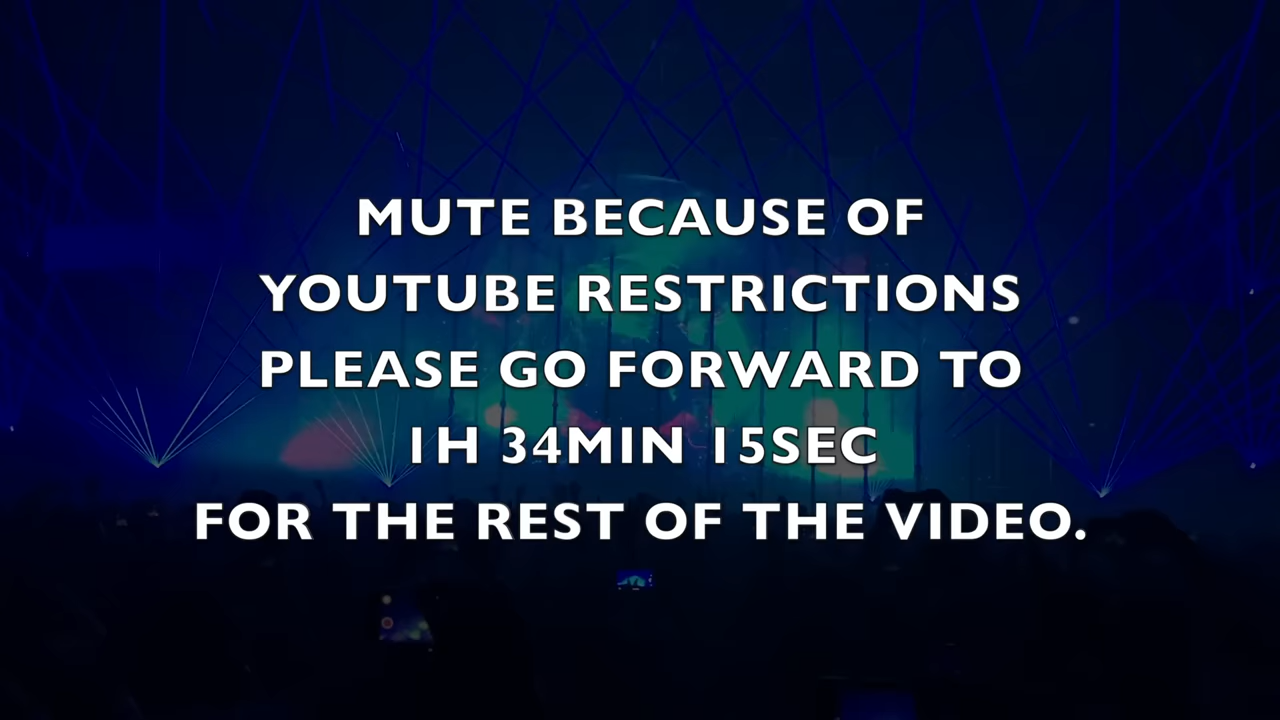 MUTE BECAUSE OF
YOUTUBE RESTRICTIONS
PLEASE GO FORWARD TO
1H 34MIN 15SEC
FOR THE REST OF THE VIDEO.